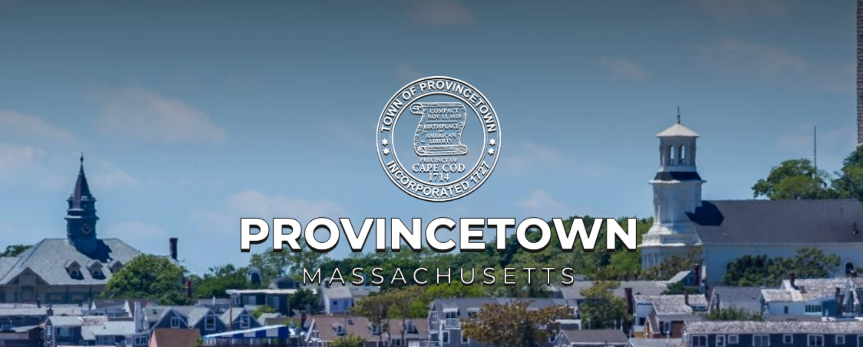 TOWN OF PROVINCETOWN
COMPACT
NOV. 11, 1620
BIRTHPLACE
OF
AMERICAN
LIBERTY
PRECINCT OF
CAPE COD
1714
INCORPORATED 1727
PROVINCETOWN
MASSACHUSETTS